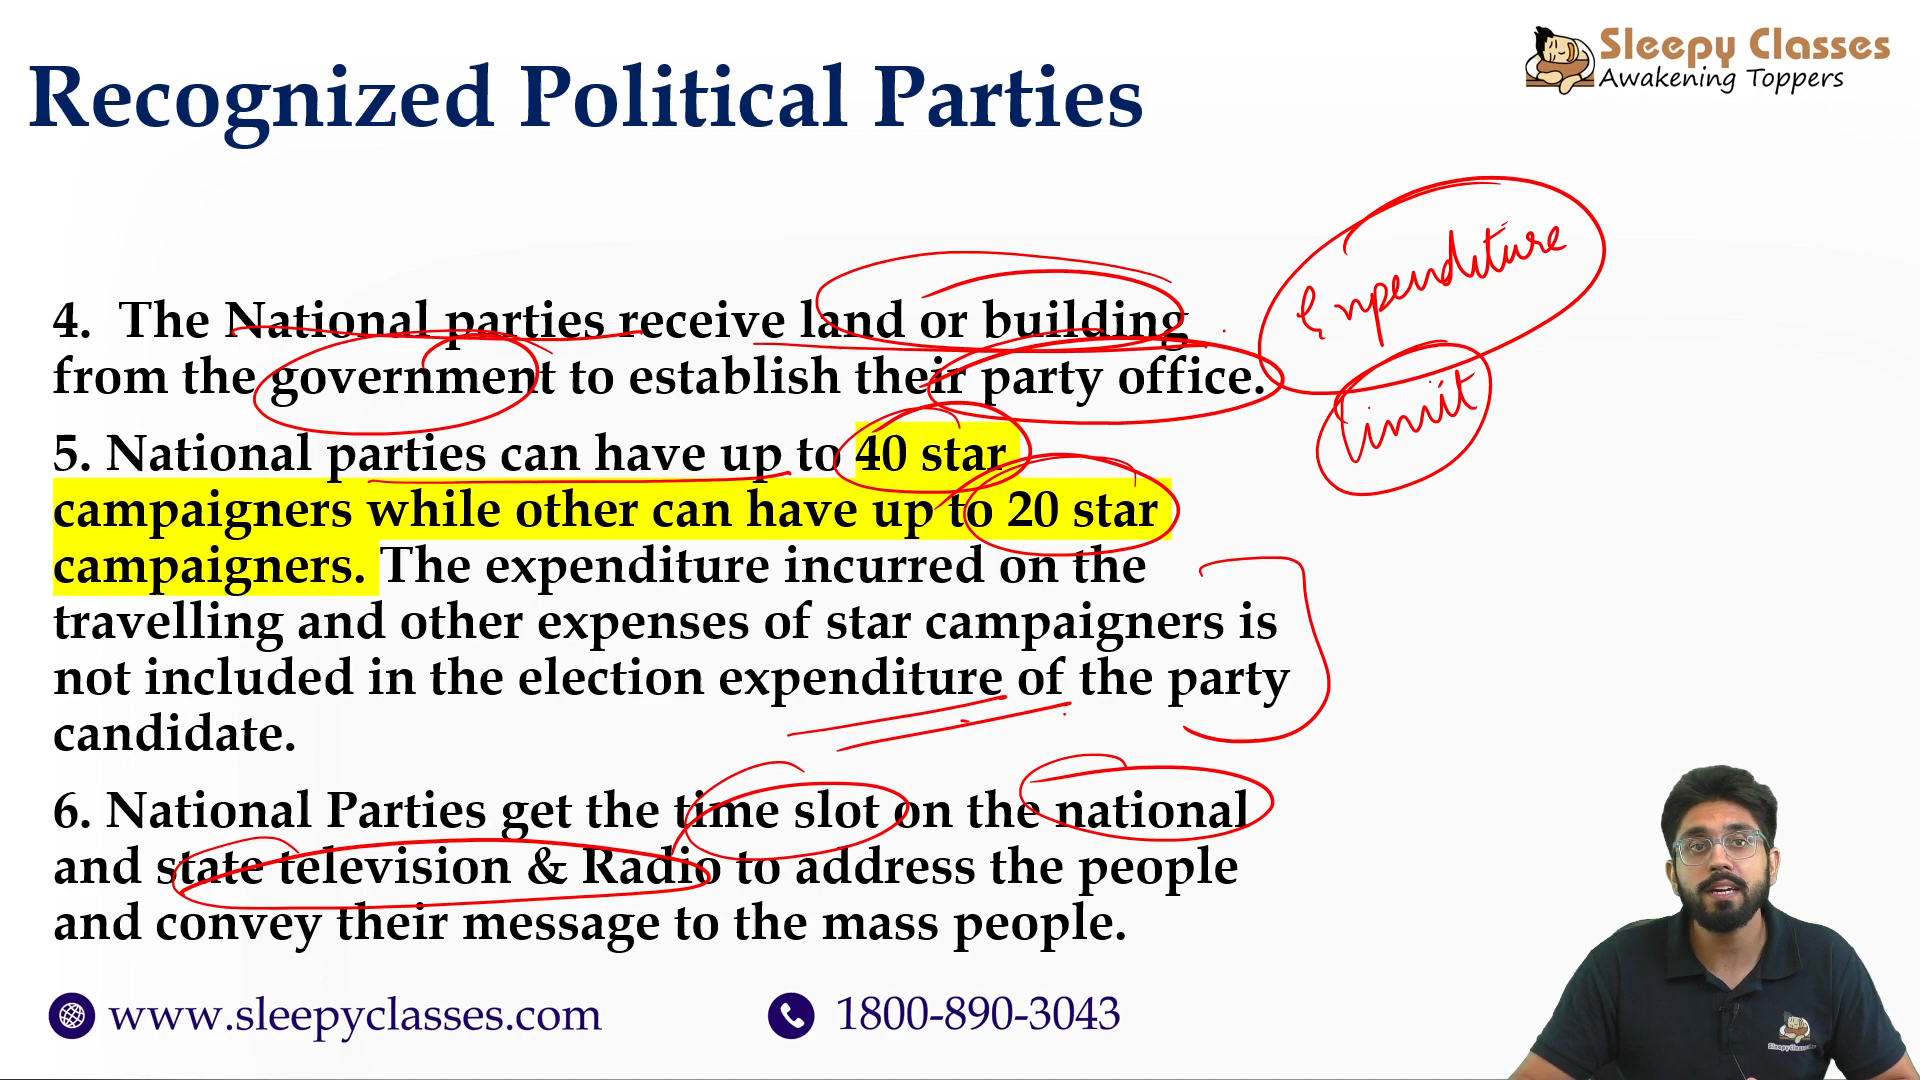 Sleepy Classes
Awakening Toppers
Recognized Political Parties
4. The National parties receive land or building
from the government to establish their party office.
Expenditure
limit
5. National parties can have up to 40 star
campaigners while other can have up to 20 star
campaigners. The expenditure incurred on the
travelling and other expenses of star campaigners is
not included in the election expenditure of the party
candidate.
6. National Parties get the time slot on the national
and state television & Radio to address the people
and convey their message to the mass people.
www.sleepyclasses.com
1800-890-3043
Sleepy Classes